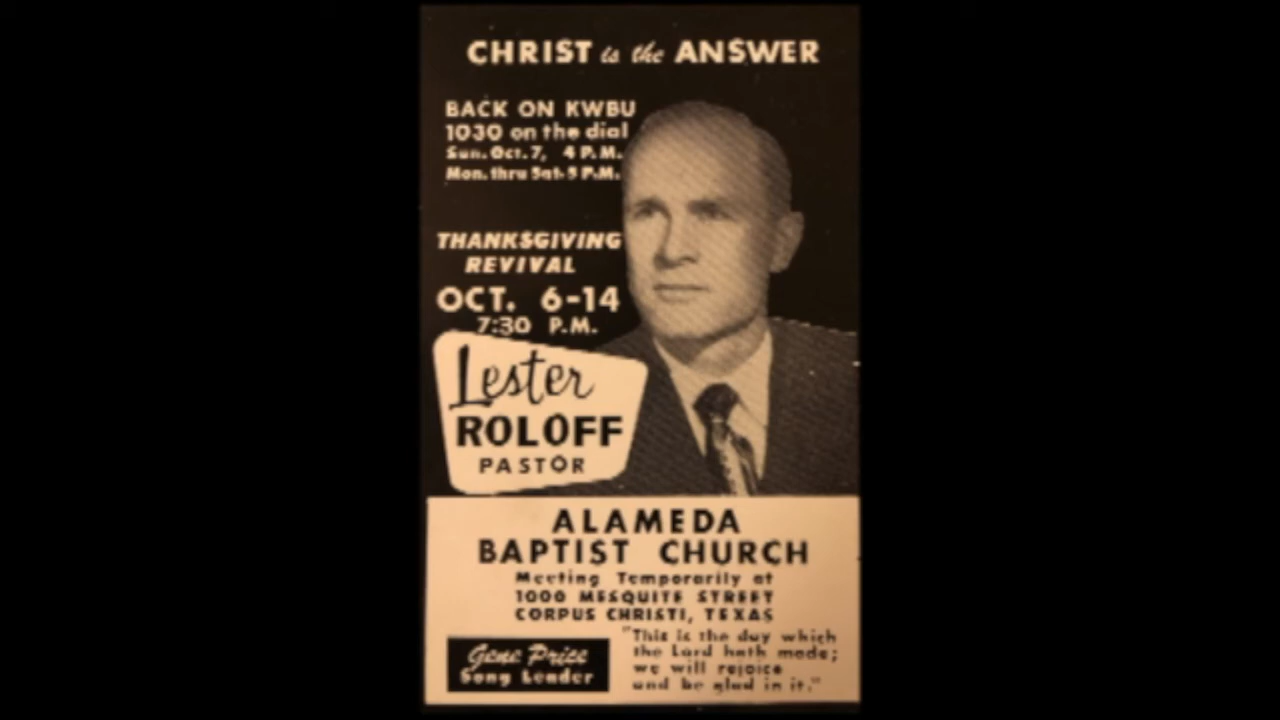 CHRIST is the ANSWER
BACK ON KWBU
1030 on the dial
Sun. Oct. 7, 4 P.M.
Mon. thru Sat. 5 P.M.
THANKSGIVING
REVIVAL
OCT. 6-14
7:30 P.M.
Lester
ROLOFF
PASTOR
ALAMEDA
BAPTIST CHURCH
Meeting Temporarily at
1000 MESQUITE STREET
CORPUS CHRISTI, TEXAS
Gene Price
Song Leader
"This is the day which
the Lord hath made;
we will rejoice
and be glad in it."